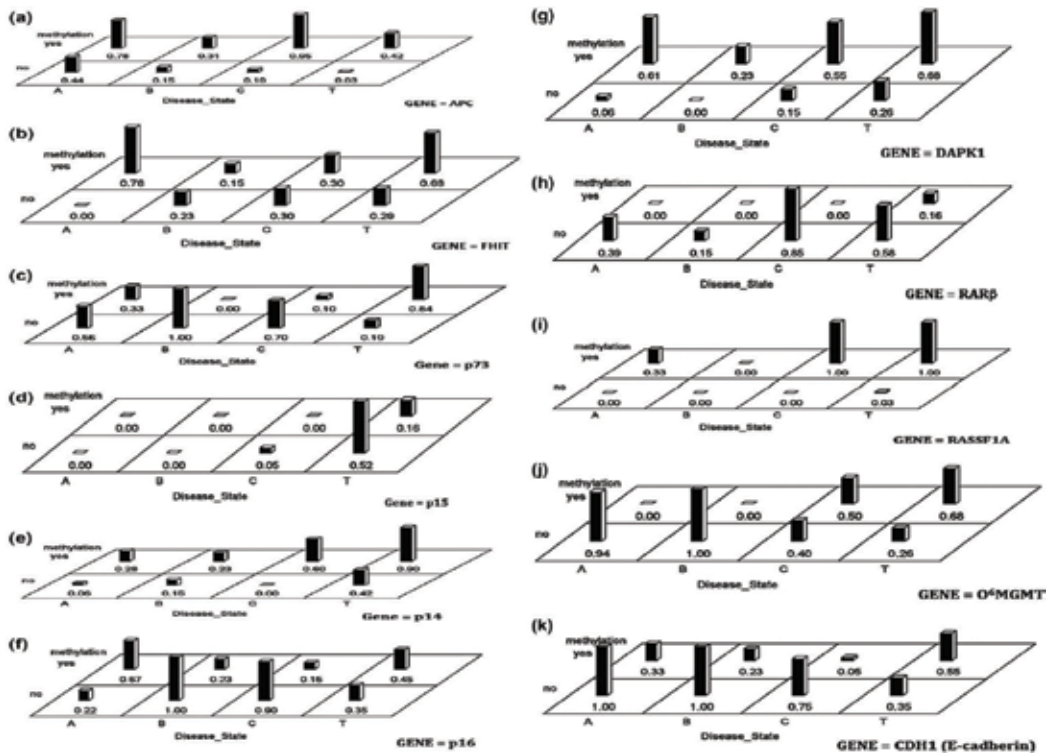 (a)
methylation
yes
0.78 0.31 0.95 0.42
no
0.44 0.15 0.10 0.03
A B C T
Disease_State
GENE = APC
(b)
methylation
yes
0.78 0.15 0.30 0.68
no
0.00 0.23 0.30 0.29
A B C T
Disease_State
GENE = FHIT
(c)
methylation
yes
0.33 0.00 0.10 0.84
no
0.56 1.00 0.70 0.19
A B C T
Disease_State
Gene = p73
(d)
methylation
yes
0.00 0.00 0.00 0.16
no
0.00 0.00 0.05 0.52
A B C T
Disease_State
Gene = p15
(e)
methylation
yes
0.28 0.23 0.60 0.90
no
0.06 0.15 0.00 0.42
A B C T
Disease_State
Gene = p14
(f)
methylation
yes
0.67 0.23 0.15 0.45
no
0.22 1.00 0.90 0.35
A B C T
Disease_State
GENE = p16
(g)
methylation
yes
0.61 0.23 0.55 0.68
no
0.06 0.00 0.15 0.26
A B C T
Disease_State
GENE = DAPK1
(h)
methylation
yes
0.00 0.00 0.00 0.16
no
0.39 0.15 0.85 0.58
A B C T
Disease_State
GENE = RARβ
(i)
methylation
yes
0.33 0.00 1.00 1.00
no
0.00 0.00 0.00 0.03
A B C T
Disease_State
GENE = RASSF1A
(j)
methylation
yes
0.00 0.00 0.50 0.68
no
0.94 1.00 0.40 0.26
A B C T
Disease_State
GENE = O⁶MGMT
(k)
methylation
yes
0.33 0.23 0.05 0.55
no
1.00 1.00 0.75 0.35
A B C T
Disease_State
GENE = CDH1 (E-cadherin)